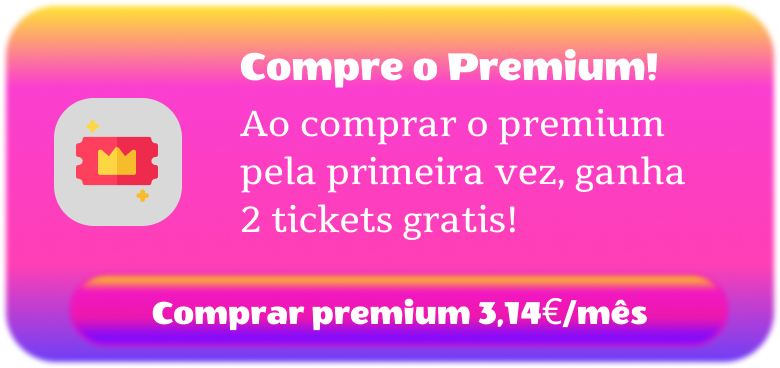 Compre o Premium!
Ao comprar o premium
pela primeira vez, ganha
2 tickets gratis!
Comprar premium 3,14€/mês